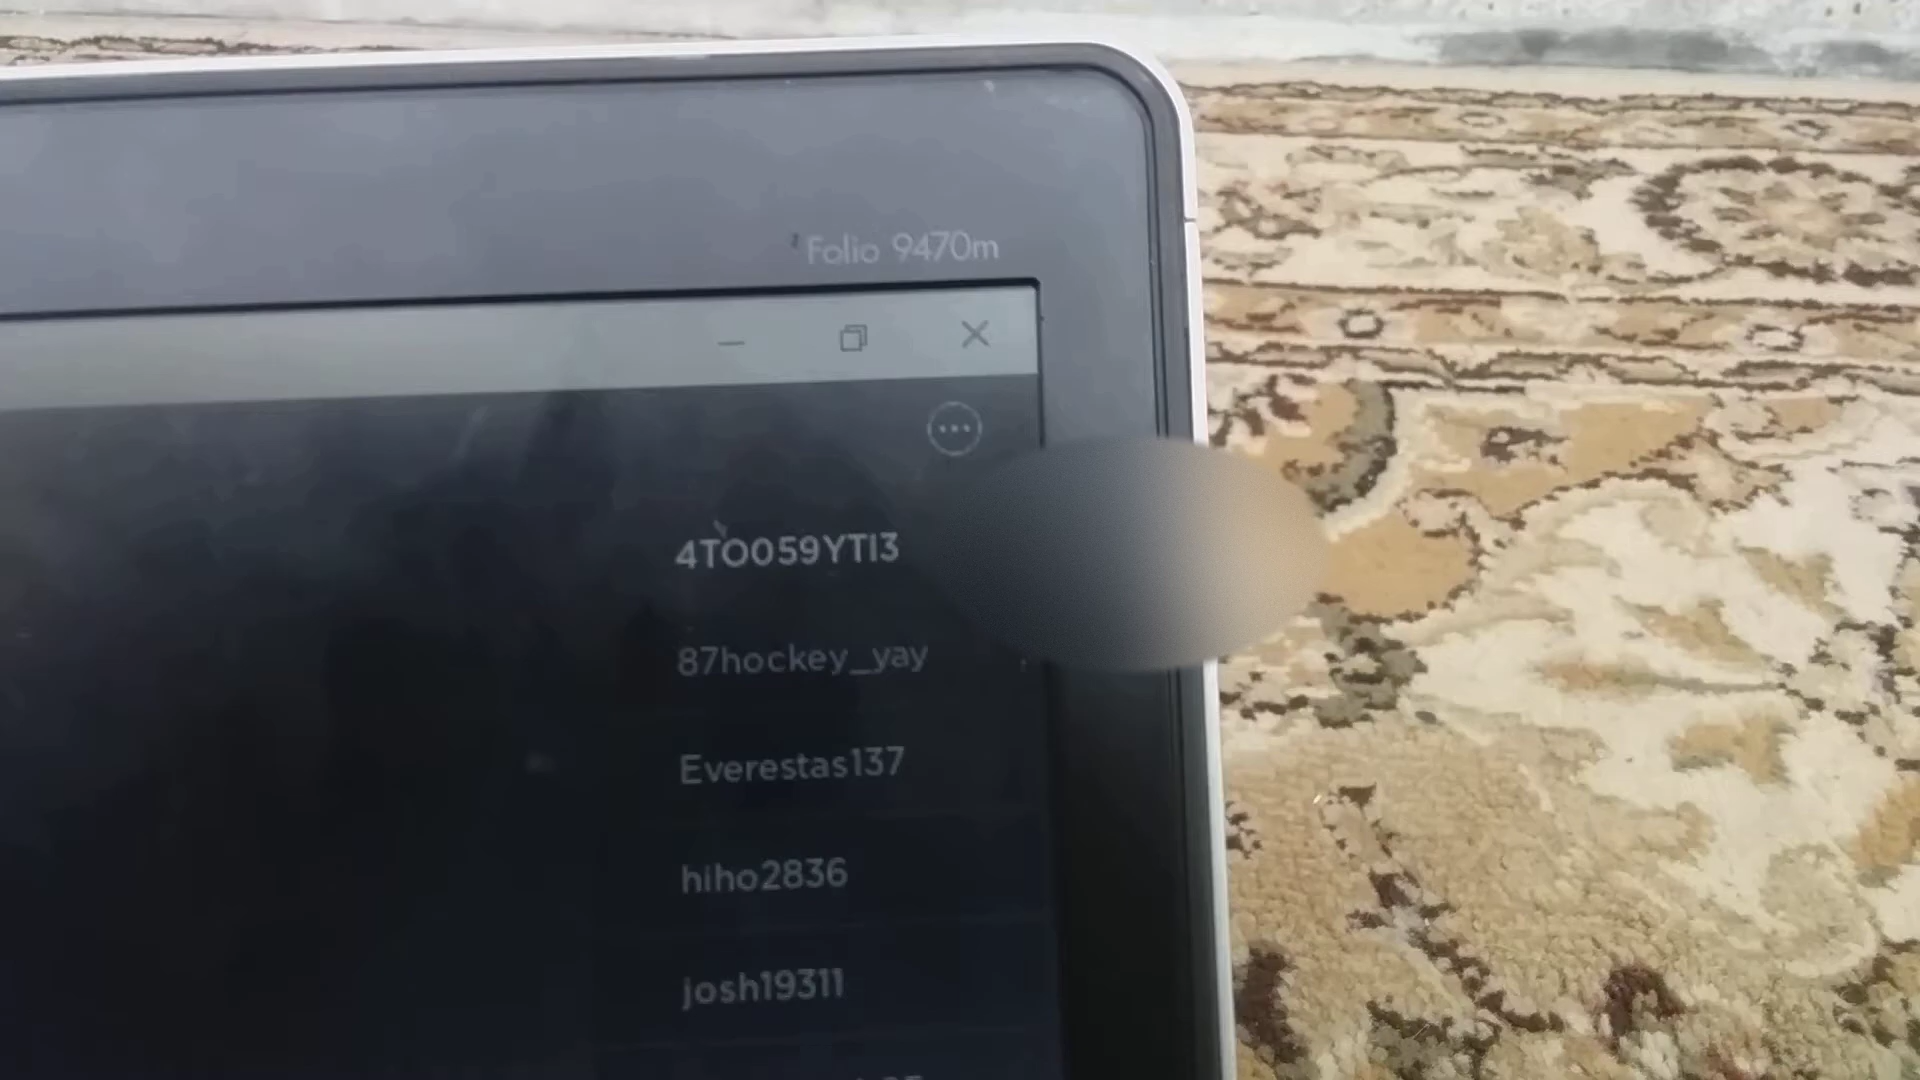 Folio 9470m
4TO059YTI3
87hockey_yay
Everestas137
hiho2836
josh19311